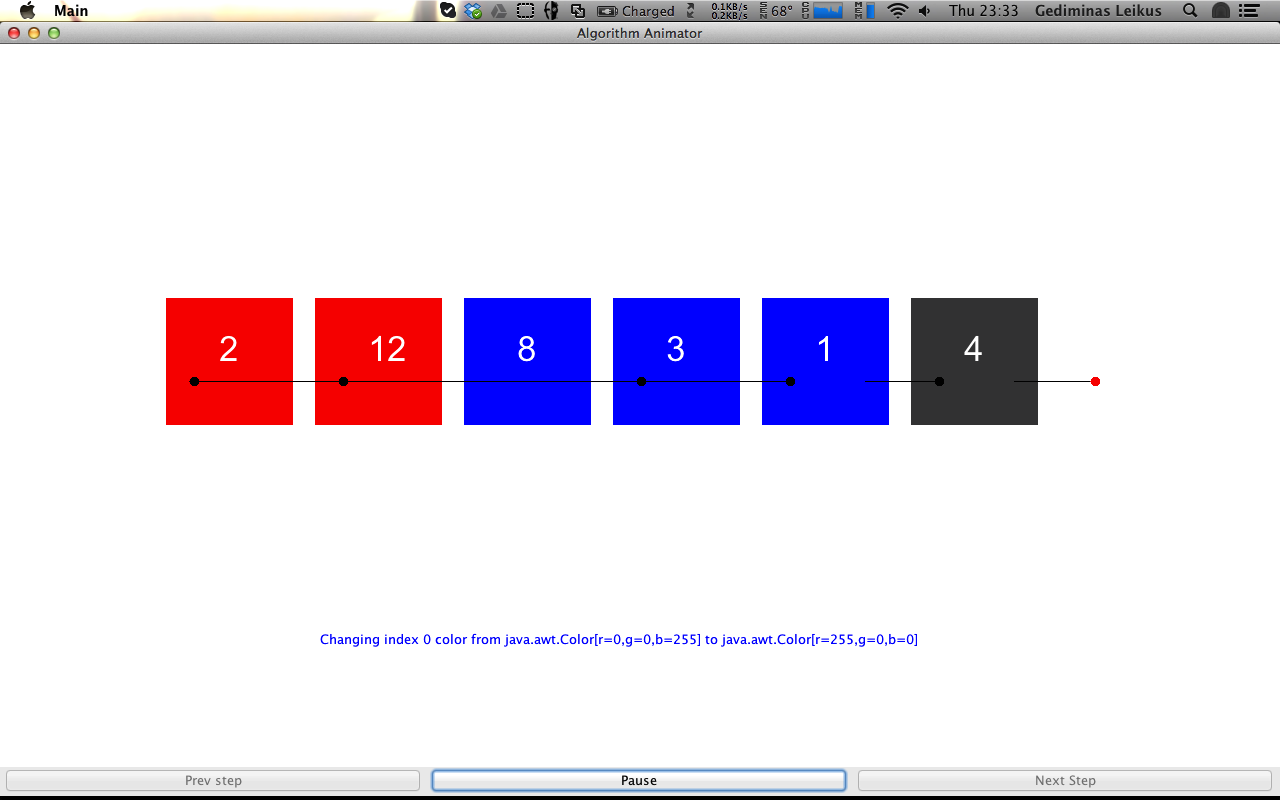 Main Charged 0.1KB/s 0.2KB/s SEN 68° CPU MEM Thu 23:33 Gediminas Leikus
Algorithm Animator
2 12 8 3 1 4
Changing index 0 color from java.awt.Color[r=0,g=0,b=255] to java.awt.Color[r=255,g=0,b=0]
Prev step Pause Next Step